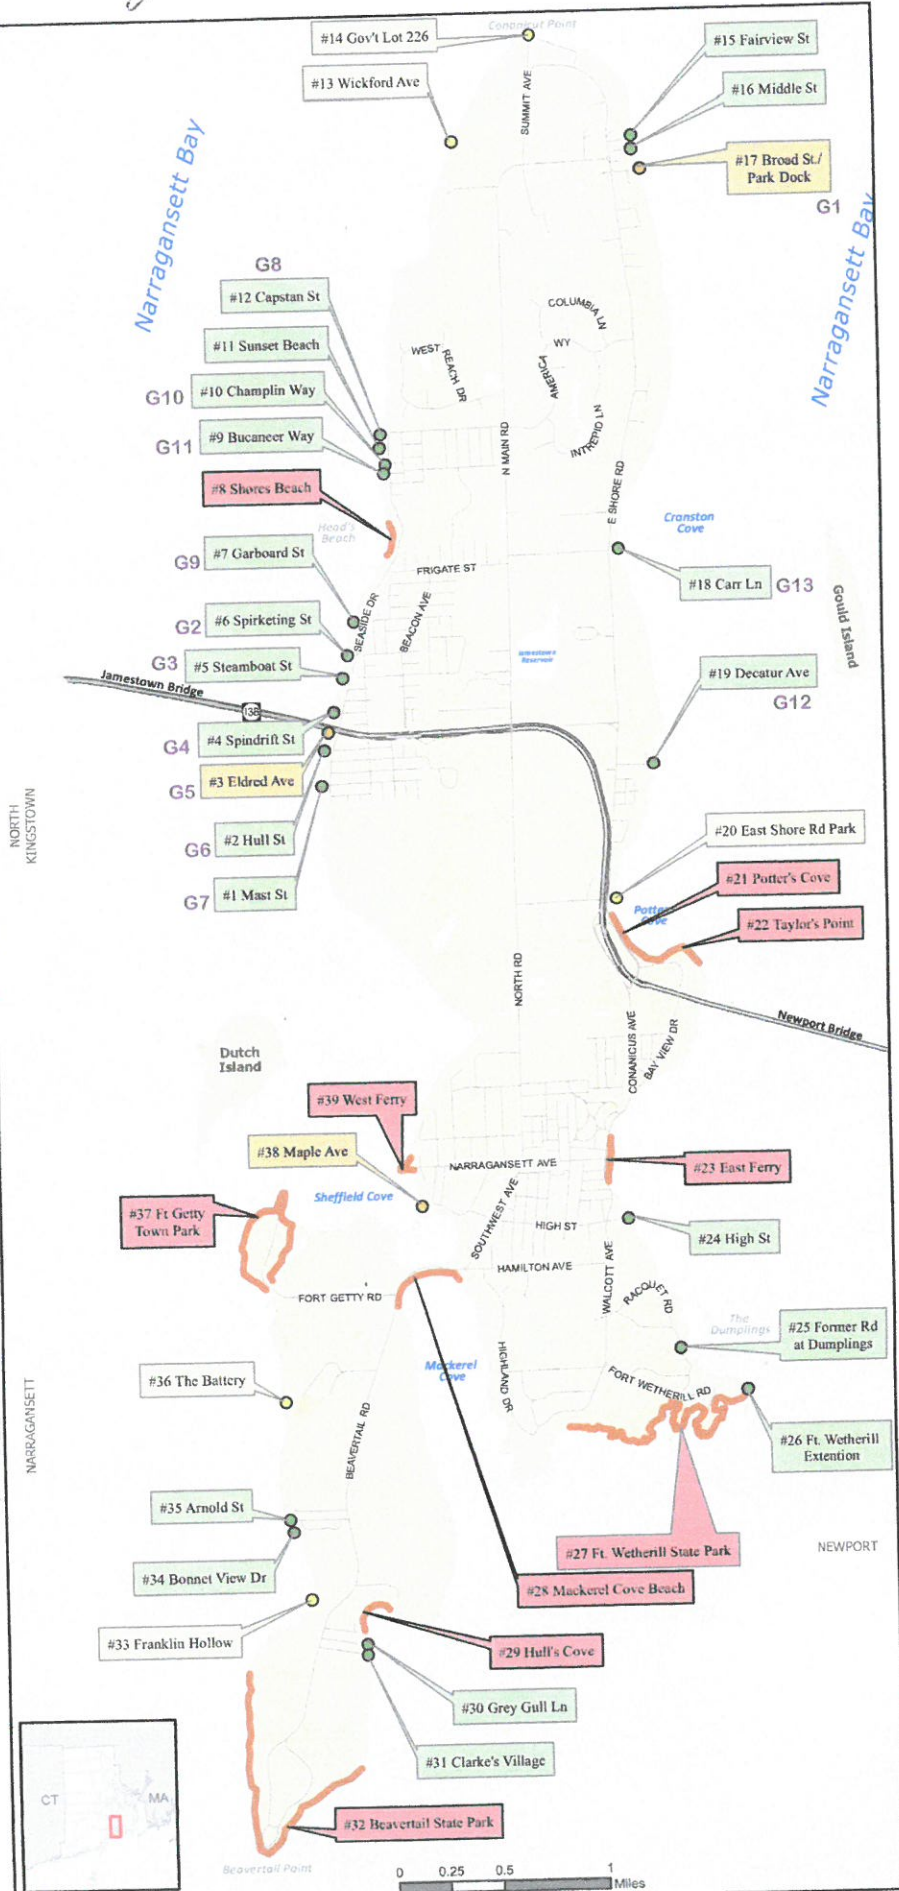 Conanicut Point
#14 Gov't Lot 226
#15 Fairview St
#13 Wickford Ave
SUMMIT AVE
#16 Middle St
#17 Broad St./
Park Dock
G1
Narragansett Bay
Narragansett Bay
G8
#12 Capstan St
COLUMBIA LN
#11 Sunset Beach
WEST REACH DR
AMERICA WY
G10 #10 Champlin Way
INTREPID LN
G11 #9 Bucaneer Way
N MAIN RD
#8 Shores Beach
E SHORE RD
Head's
Beach
Cranston
Cove
G9 #7 Garboard St
FRIGATE ST
#18 Carr Ln G13
Gould Island
SEASIDE DR
BEACON AVE
G2 #6 Spirketing St
G3 #5 Steamboat St
Jamestown
Reservoir
#19 Decatur Ave
G12
Jamestown Bridge
138
G4 #4 Spindrift St
G5 #3 Eldred Ave
NORTH
KINGSTOWN
G6 #2 Hull St
G7 #1 Mast St
#20 East Shore Rd Park
#21 Potter's Cove
Potter
Cove
#22 Taylor's Point
NORTH RD
CONANICUS AVE
BAY VIEW DR
Newport Bridge
Dutch
Island
#39 West Ferry
#38 Maple Ave
NARRAGANSETT AVE
#23 East Ferry
Sheffield Cove
#37 Ft Getty
Town Park
SOUTHWEST AVE
HIGH ST
#24 High St
HAMILTON AVE
WALCOTT AVE
FORT GETTY RD
RACQUET RD
The
Dumplings
#25 Former Rd
at Dumplings
HIGHLAND DR
Mackerel
Cove
#36 The Battery
FORT WETHERILL RD
NARRAGANSETT
BEAVERTAIL RD
#26 Ft. Wetherill
Extention
#35 Arnold St
#27 Ft. Wetherill State Park
NEWPORT
#34 Bonnet View Dr
#28 Mackerel Cove Beach
#33 Franklin Hollow
#29 Hull's Cove
#30 Grey Gull Ln
#31 Clarke's Village
CT MA
#32 Beavertail State Park
Beavertail Point
0 0.25 0.5 1
Miles